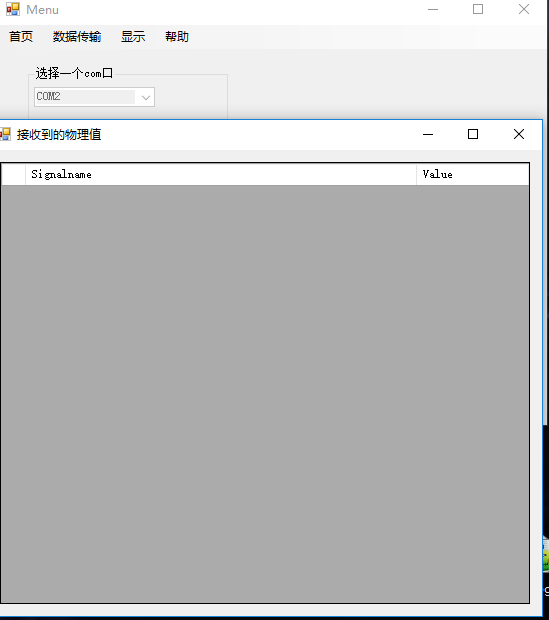 Menu
首页 数据传输 显示 帮助
选择一个com口
COM2
接收到的物理值
Signalname Value